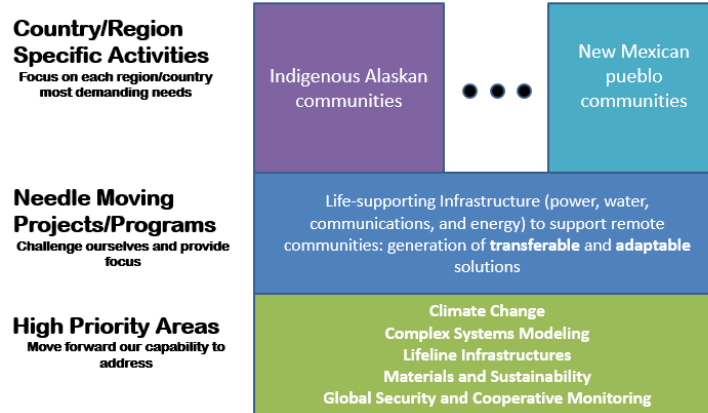 Country/Region
Specific Activities
Focus on each region/country
most demanding needs
Indigenous Alaskan
communities
New Mexican
pueblo
communities
Needle Moving
Projects/Programs
Challenge ourselves and provide
focus
Life-supporting Infrastructure (power, water,
communications, and energy) to support remote
communities: generation of transferable and adaptable
solutions
High Priority Areas
Move forward our capability to
address
Climate Change
Complex Systems Modeling
Lifeline Infrastructures
Materials and Sustainability
Global Security and Cooperative Monitoring